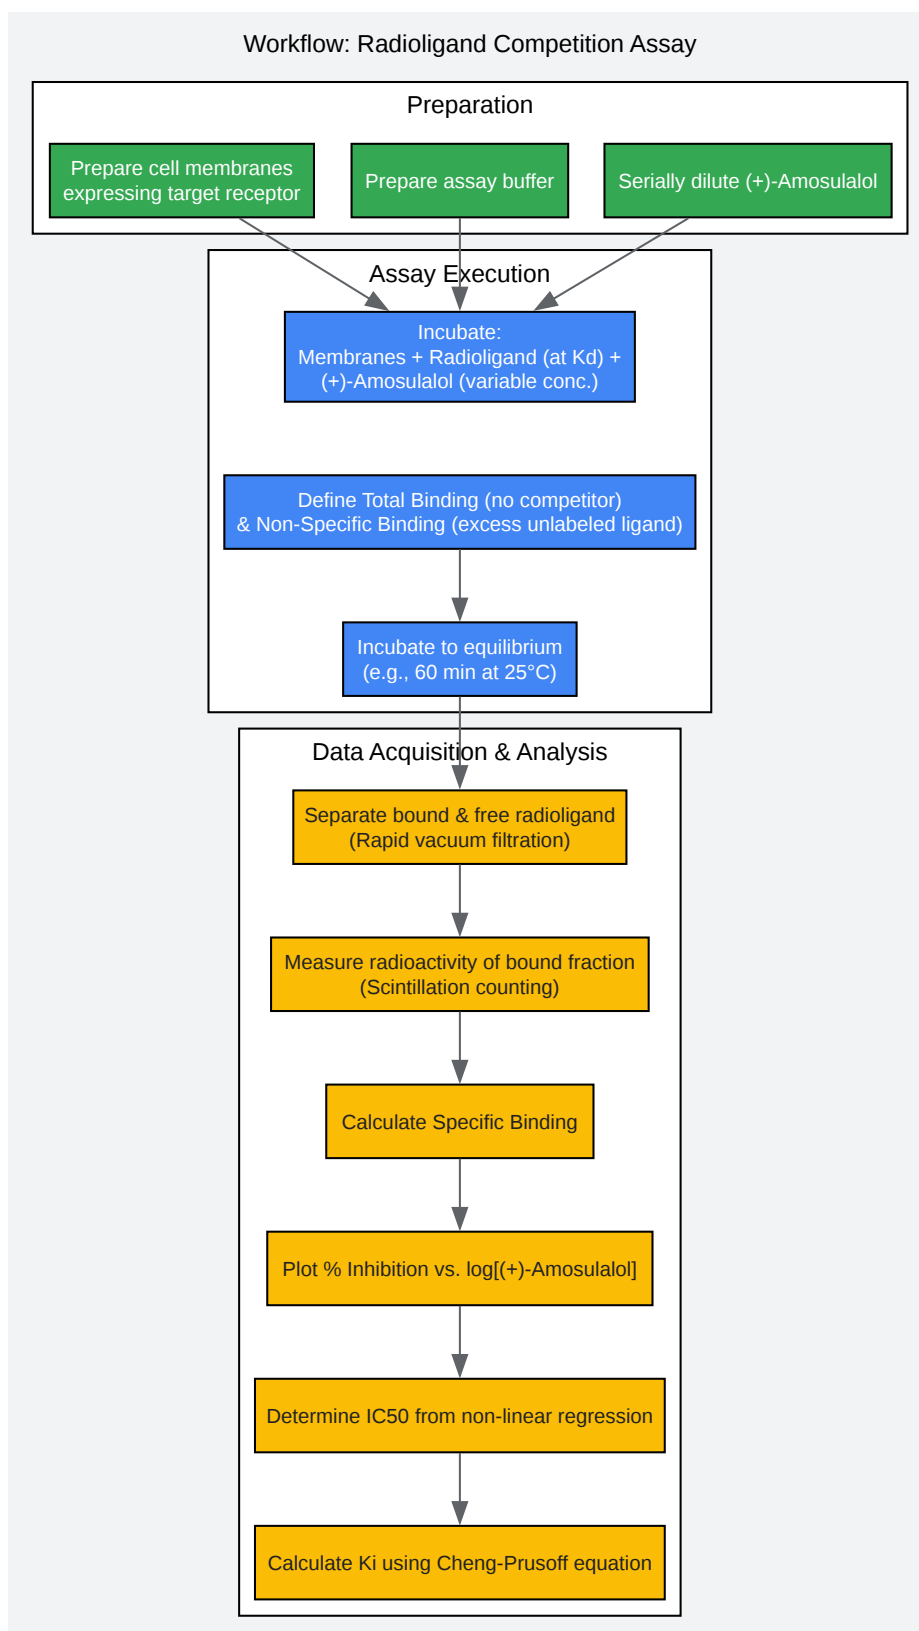 Workflow: Radioligand Competition Assay
Preparation
Prepare cell membranes
expressing target receptor
Prepare assay buffer
Serially dilute (+)-Amosulalol
Assay Execution
Incubate:
Membranes + Radioligand (at Kd) +
(+)-Amosulalol (variable conc.)
Define Total Binding (no competitor)
& Non-Specific Binding (excess unlabeled ligand)
Incubate to equilibrium
(e.g., 60 min at 25°C)
Data Acquisition & Analysis
Separate bound & free radioligand
(Rapid vacuum filtration)
Measure radioactivity of bound fraction
(Scintillation counting)
Calculate Specific Binding
Plot % Inhibition vs. log[(+)-Amosulalol]
Determine IC50 from non-linear regression
Calculate Ki using Cheng-Prusoff equation